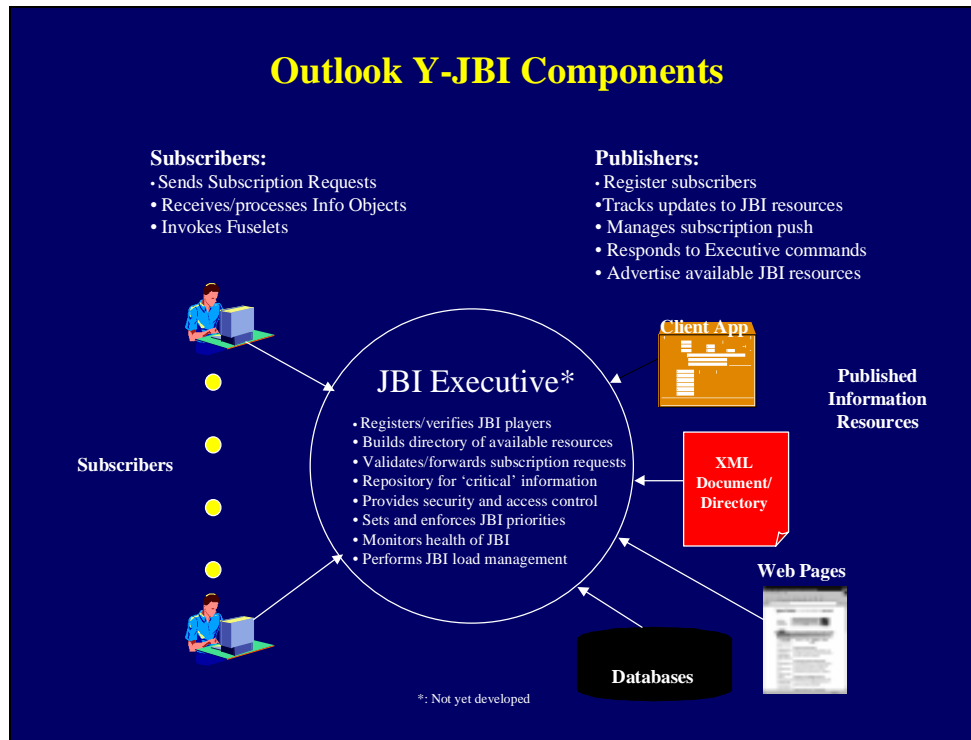 Outlook Y-JBI Components
Subscribers:
• Sends Subscription Requests
• Receives/processes Info Objects
• Invokes Fuselets
Publishers:
• Register subscribers
•Tracks updates to JBI resources
• Manages subscription push
• Responds to Executive commands
• Advertise available JBI resources
Client App
Published
Information
Resources
JBI Executive*
• Registers/verifies JBI players
• Builds directory of available resources
• Validates/forwards subscription requests
• Repository for ‘critical’ information
• Provides security and access control
• Sets and enforces JBI priorities
• Monitors health of JBI
• Performs JBI load management
Subscribers
XML
Document/
Directory
Web Pages
Databases
*: Not yet developed